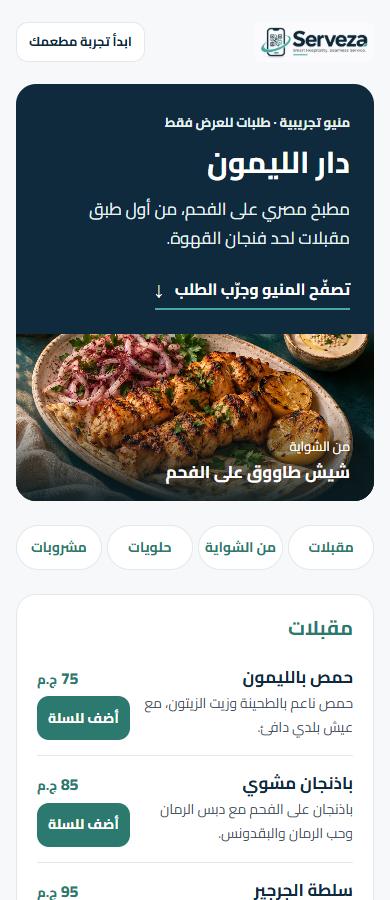 Serveza
Smart Hospitality. Seamless Service.
ابدأ تجربة مطعمك
منيو تجريبية · طلبات للعرض فقط
دار الليمون
مطبخ مصري على الفحم، من أول طبق
مقبلات لحد فنجان القهوة.
تصفّح المنيو وجرّب الطلب ↓
من الشواية
شيش طاووق على الفحم
مقبلات
من الشواية
حلويات
مشروبات
مقبلات
حمص بالليمون
75 ج.م
حمص ناعم بالطحينة وزيت الزيتون، مع
عيش بلدي دافئ.
أضف للسلة
باذنجان مشوي
85 ج.م
باذنجان على الفحم مع دبس الرمان
وحب الرمان والبقدونس.
أضف للسلة
سلطة الجرجير
95 ج.م